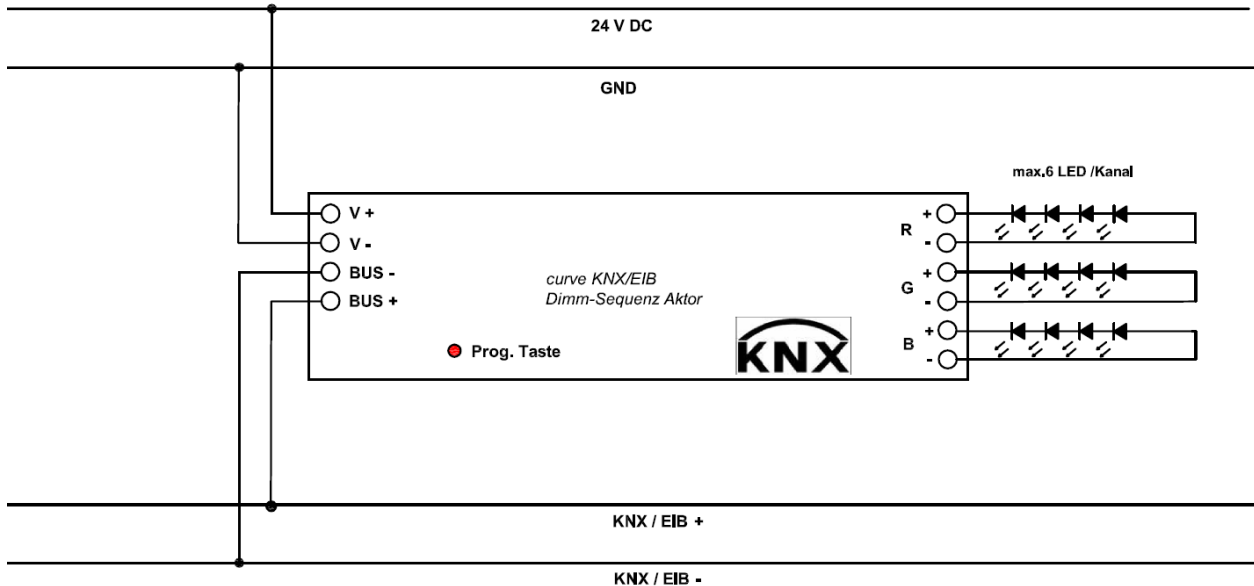 24 V DC
GND
max.6 LED /Kanal
V +
V -
BUS -
BUS +
curve KNX/EIB
Dimm-Sequenz Aktor
Prog. Taste
KNX
+
R
-
+
G
-
+
B
-
KNX / EIB +
KNX / EIB -